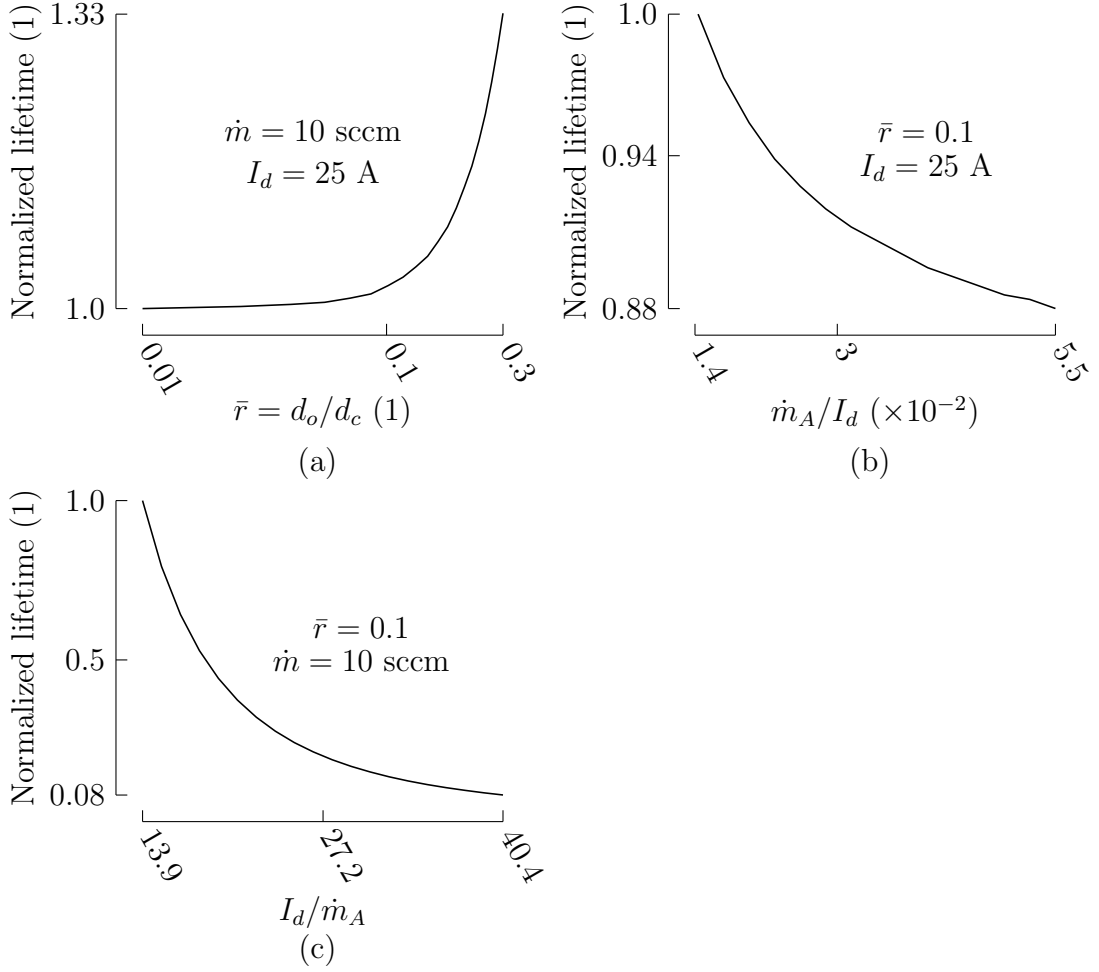 Normalized lifetime (1)
1.33
1.0
ṁ = 10 sccm
I_d = 25 A
0.01
0.1
0.3
r̄ = d_o/d_c (1)
(a)
Normalized lifetime (1)
1.0
0.94
0.88
r̄ = 0.1
I_d = 25 A
1.4
3
5.5
ṁ_A/I_d (×10⁻²)
(b)
Normalized lifetime (1)
1.0
0.5
0.08
r̄ = 0.1
ṁ = 10 sccm
13.9
27.2
40.4
I_d/ṁ_A
(c)